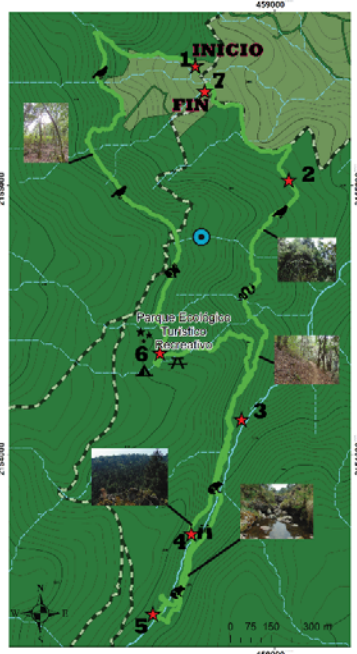 459000
1
INICIO
7
FIN
2
Parque Ecológico
Turístico
Recreativo
6
3
4
5
N
W E
S
0 75 150 300 m